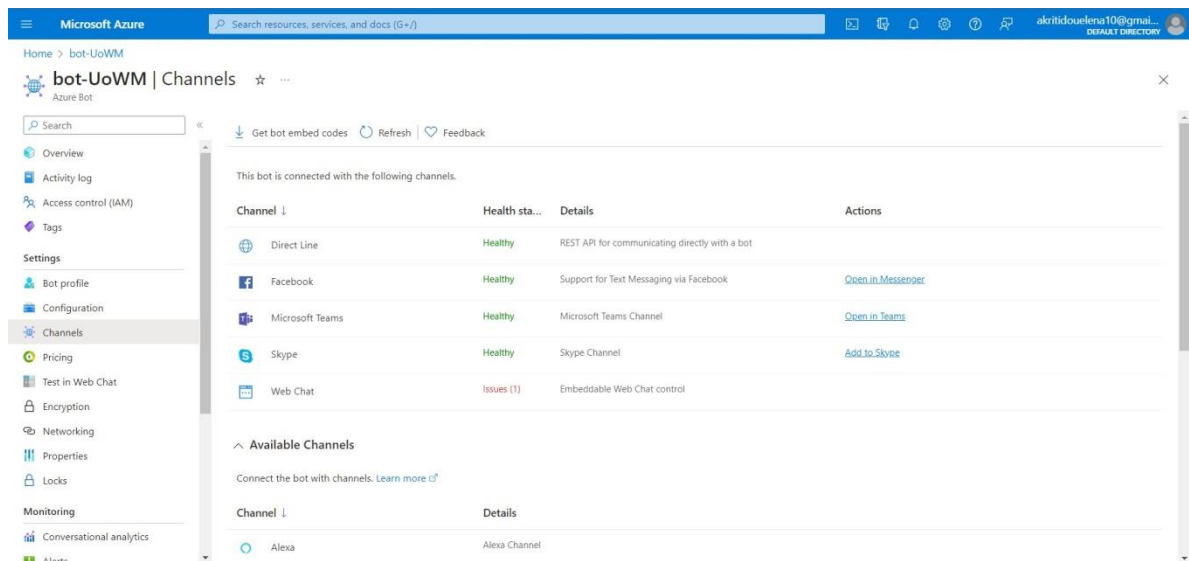 Microsoft Azure
Search resources, services, and docs (G+/)
akritidouelena10@gmai...
DEFAULT DIRECTORY
Home > bot-UoWM
bot-UoWM | Channels
Azure Bot
Search
Get bot embed codes
Refresh
Feedback
Overview
Activity log
Access control (IAM)
Tags
Settings
Bot profile
Configuration
Channels
Pricing
Test in Web Chat
Encryption
Networking
Properties
Locks
Monitoring
Conversational analytics
Alerts
This bot is connected with the following channels.
Channel ↓ Health sta... Details Actions
Direct Line Healthy REST API for communicating directly with a bot
Facebook Healthy Support for Text Messaging via Facebook Open in Messenger
Microsoft Teams Healthy Microsoft Teams Channel Open in Teams
Skype Healthy Skype Channel Add to Skype
Web Chat Issues (1) Embeddable Web Chat control
Available Channels
Connect the bot with channels. Learn more
Channel ↓ Details
Alexa Alexa Channel